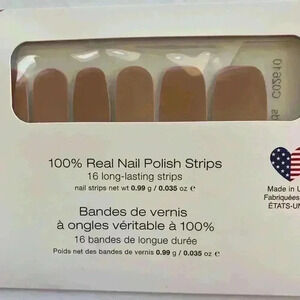 100% Real Nail Polish Strips
16 long-lasting strips
nail strips net wt 0.99 g / 0.035 oz ℮
Bandes de vernis
à ongles véritable à 100%
16 bandes de longue durée
Poids net des bandes de vernis 0.99 g / 0.035 oz ℮
Made in U
Fabriquées
ÉTATS-UN
C02610